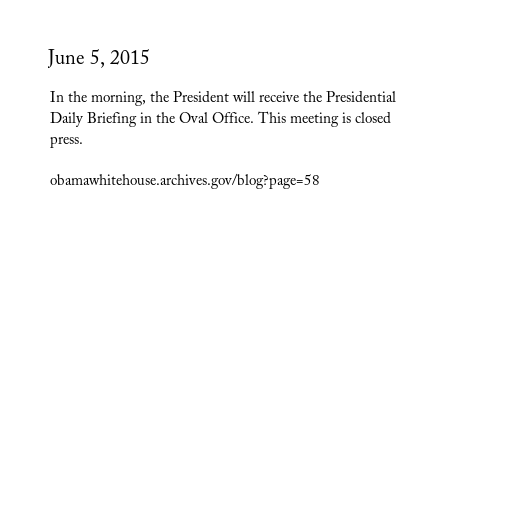 June 5, 2015
In the morning, the President will receive the Presidential
Daily Briefing in the Oval Office. This meeting is closed
press.
obamawhitehouse.archives.gov/blog?page=58